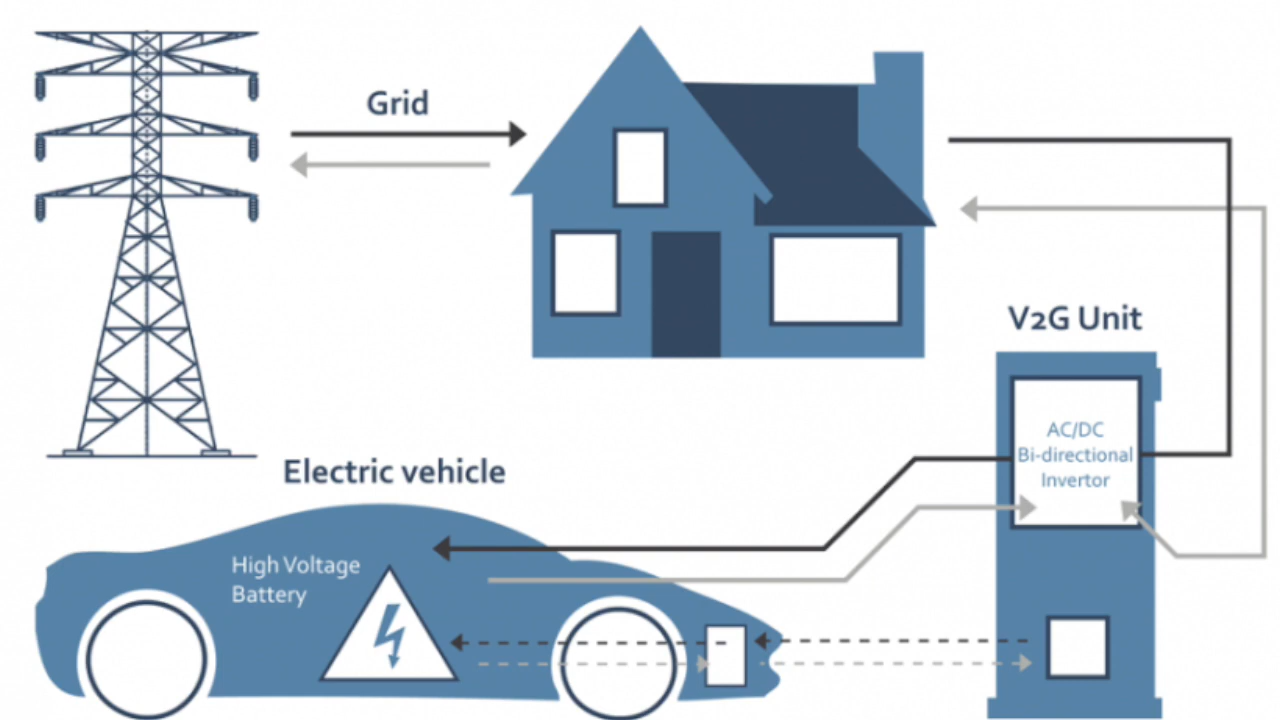 Grid
V2G Unit
AC/DC
Bi-directional
Invertor
Electric vehicle
High Voltage
Battery